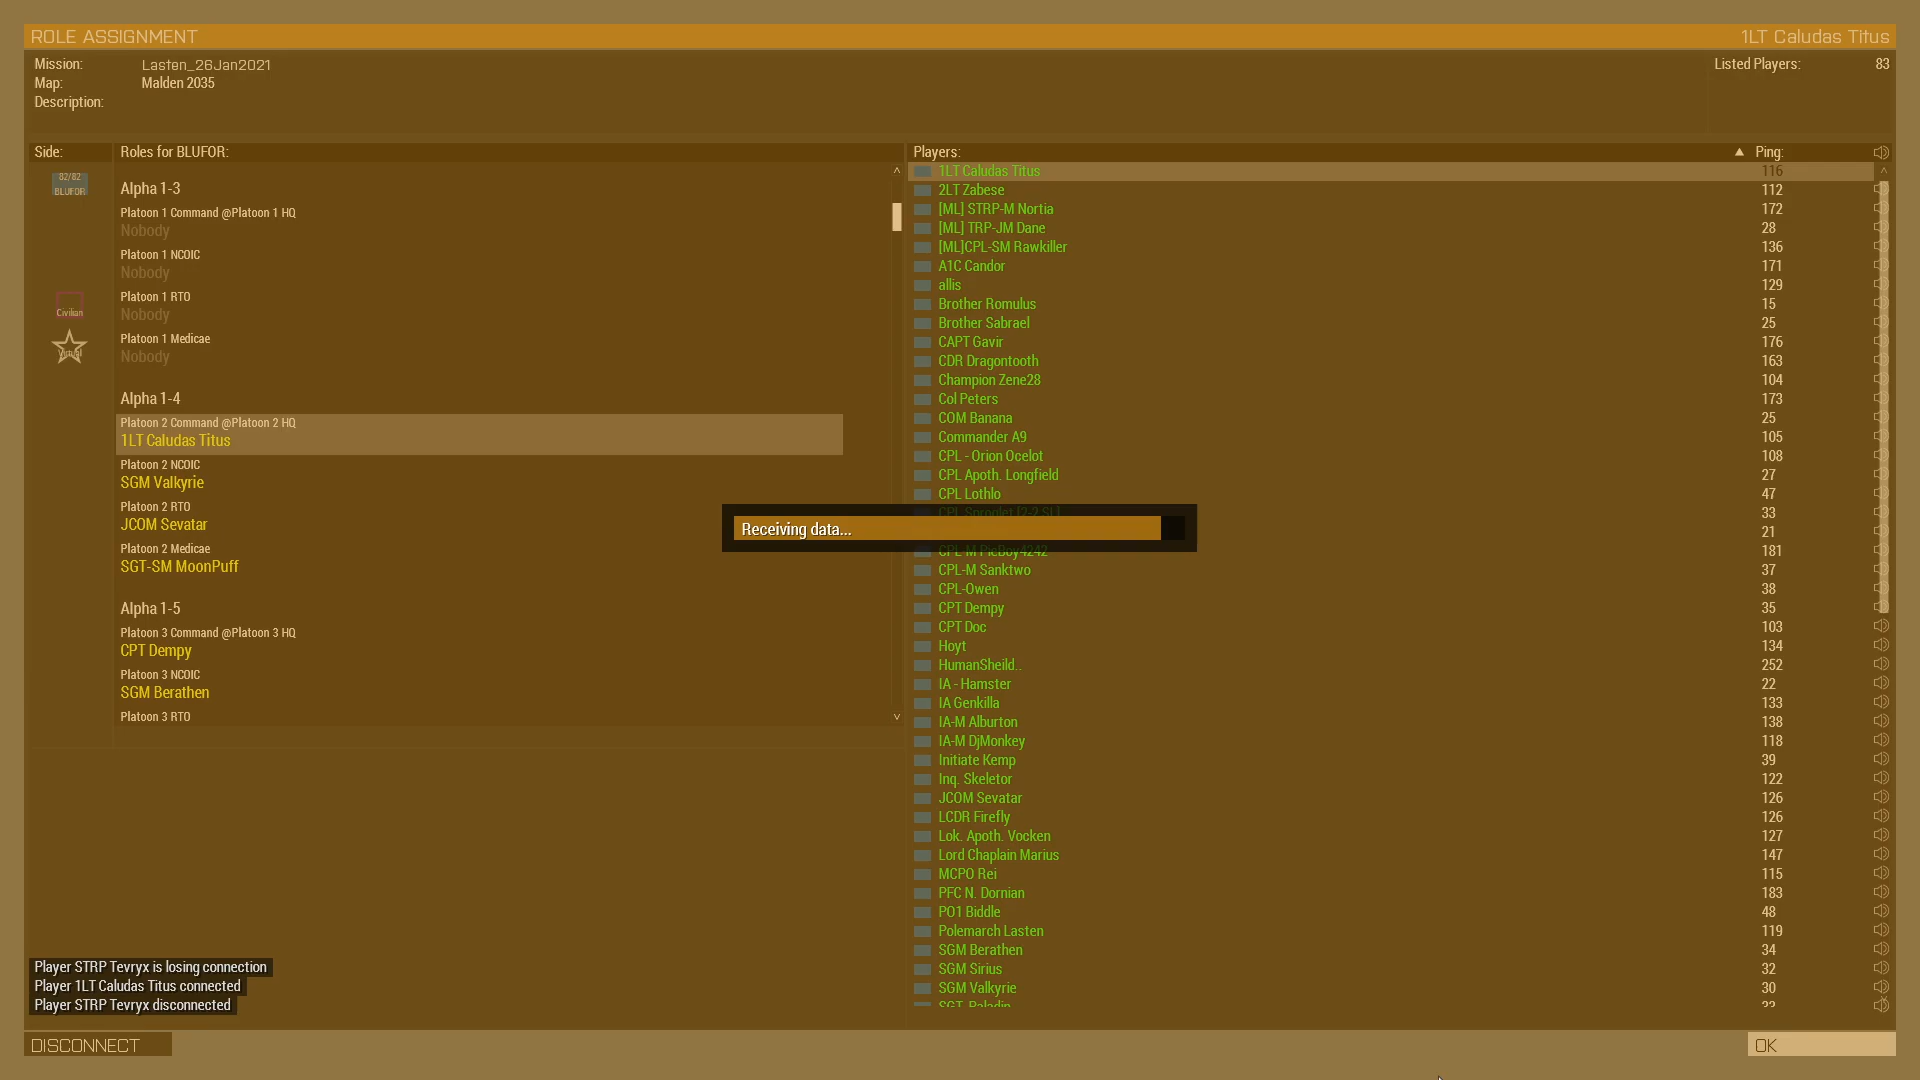 ROLE ASSIGNMENT
1LT Caludas Titus
Mission: Lasten_26Jan2021
Map: Malden 2035
Description:
Listed Players: 83
Side:
82/82
BLUFOR
Civilian
Virtual
Roles for BLUFOR:
Alpha 1-3
Platoon 1 Command @Platoon 1 HQ
Nobody
Platoon 1 NCOIC
Nobody
Platoon 1 RTO
Nobody
Platoon 1 Medicae
Nobody
Alpha 1-4
Platoon 2 Command @Platoon 2 HQ
1LT Caludas Titus
Platoon 2 NCOIC
SGM Valkyrie
Platoon 2 RTO
JCOM Sevatar
Platoon 2 Medicae
SGT-SM MoonPuff
Alpha 1-5
Platoon 3 Command @Platoon 3 HQ
CPT Dempy
Platoon 3 NCOIC
SGM Berathen
Platoon 3 RTO
Players: Ping:
1LT Caludas Titus 116
2LT Zabese 112
[ML] STRP-M Nortia 172
[ML] TRP-JM Dane 28
[ML]CPL-SM Rawkiller 136
A1C Candor 171
allis 129
Brother Romulus 15
Brother Sabrael 25
CAPT Gavir 176
CDR Dragontooth 163
Champion Zene28 104
Col Peters 173
COM Banana 25
Commander A9 105
CPL - Orion Ocelot 108
CPL Apoth. Longfield 27
CPL Lothlo 47
CPL Sproglet [2-2 SL] 33
21
CPL-M PieBoy4242 181
CPL-M Sanktwo 37
CPL-Owen 38
CPT Dempy 35
CPT Doc 103
Hoyt 134
HumanSheild.. 252
IA - Hamster 22
IA Genkilla 133
IA-M Alburton 138
IA-M DjMonkey 118
Initiate Kemp 39
Inq. Skeletor 122
JCOM Sevatar 126
LCDR Firefly 126
Lok. Apoth. Vocken 127
Lord Chaplain Marius 147
MCPO Rei 115
PFC N. Dornian 183
PO1 Biddle 48
Polemarch Lasten 119
SGM Berathen 34
SGM Sirius 32
SGM Valkyrie 30
SGT. Paladin 33
Receiving data...
Player STRP Tevryx is losing connection
Player 1LT Caludas Titus connected
Player STRP Tevryx disconnected
DISCONNECT
OK